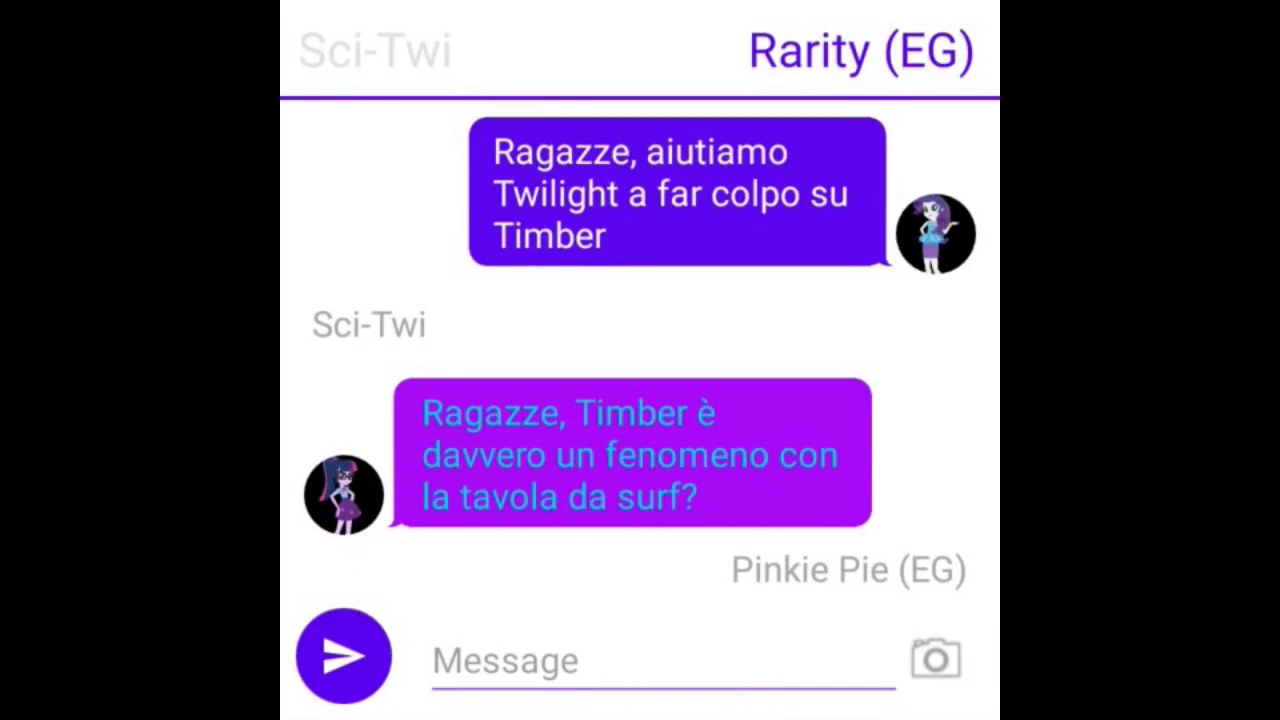 Sci-Twi
Rarity (EG)
Ragazze, aiutiamo
Twilight a far colpo su
Timber
Sci-Twi
Ragazze, Timber è
davvero un fenomeno con
la tavola da surf?
Pinkie Pie (EG)
Message